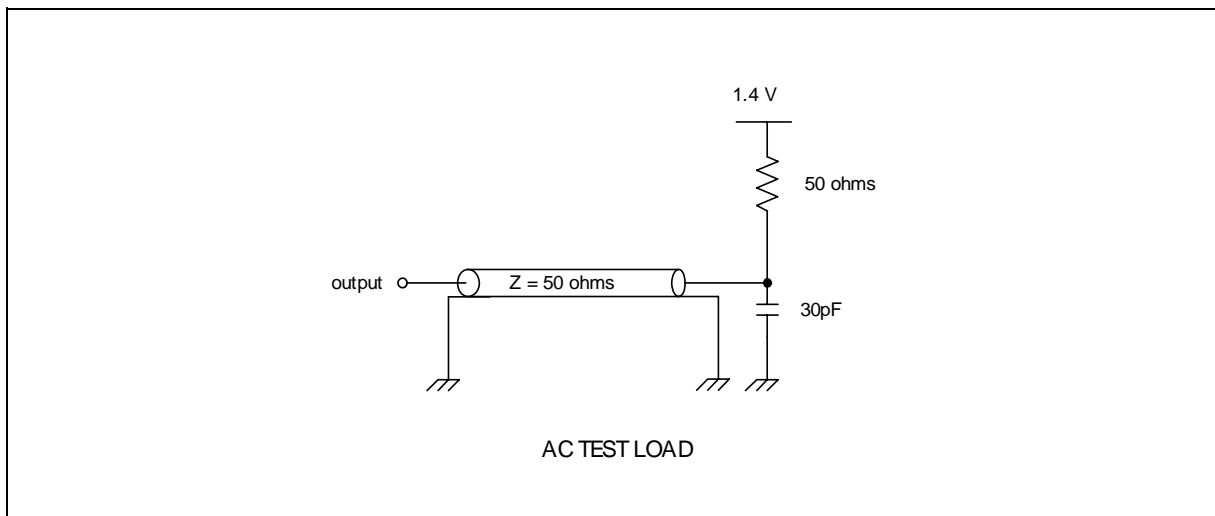 1.4 V
50 ohms
output
Z = 50 ohms
30pF
AC TEST LOAD